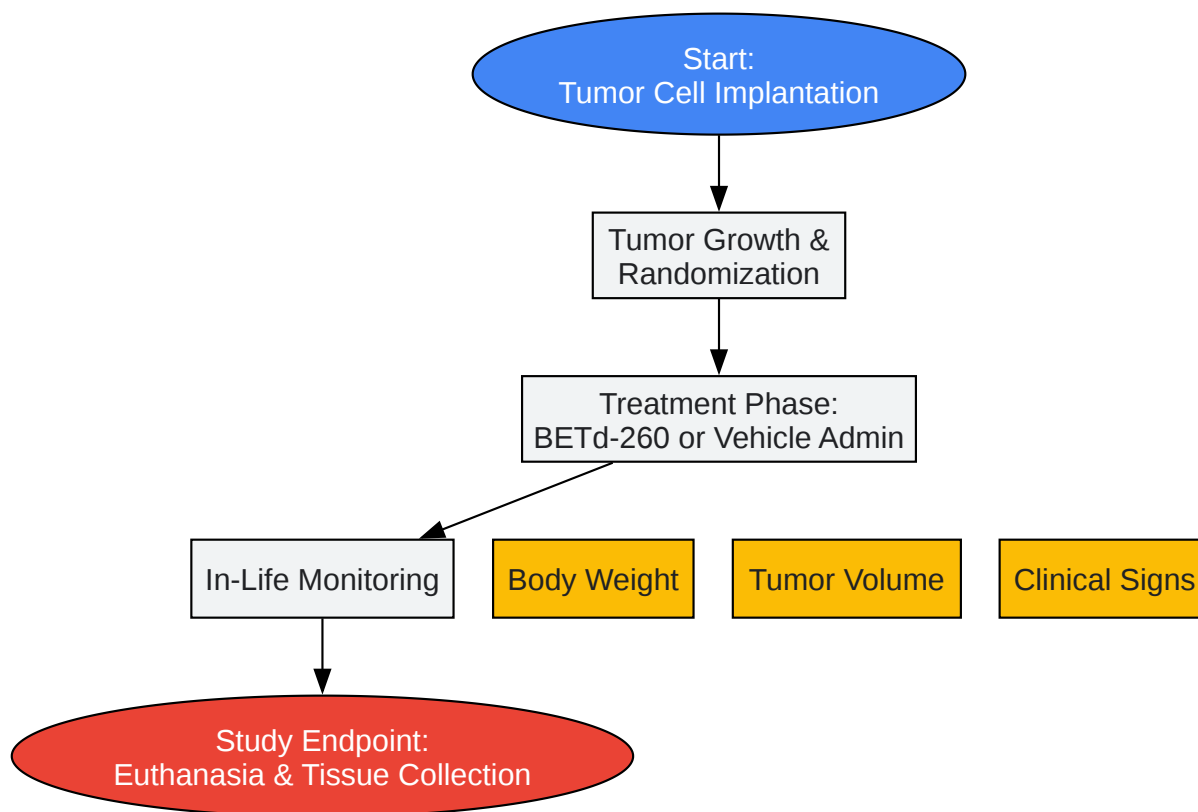 Start:
Tumor Cell Implantation
Tumor Growth &
Randomization
Treatment Phase:
BETd-260 or Vehicle Admin
In-Life Monitoring
Body Weight
Tumor Volume
Clinical Signs
Study Endpoint:
Euthanasia & Tissue Collection